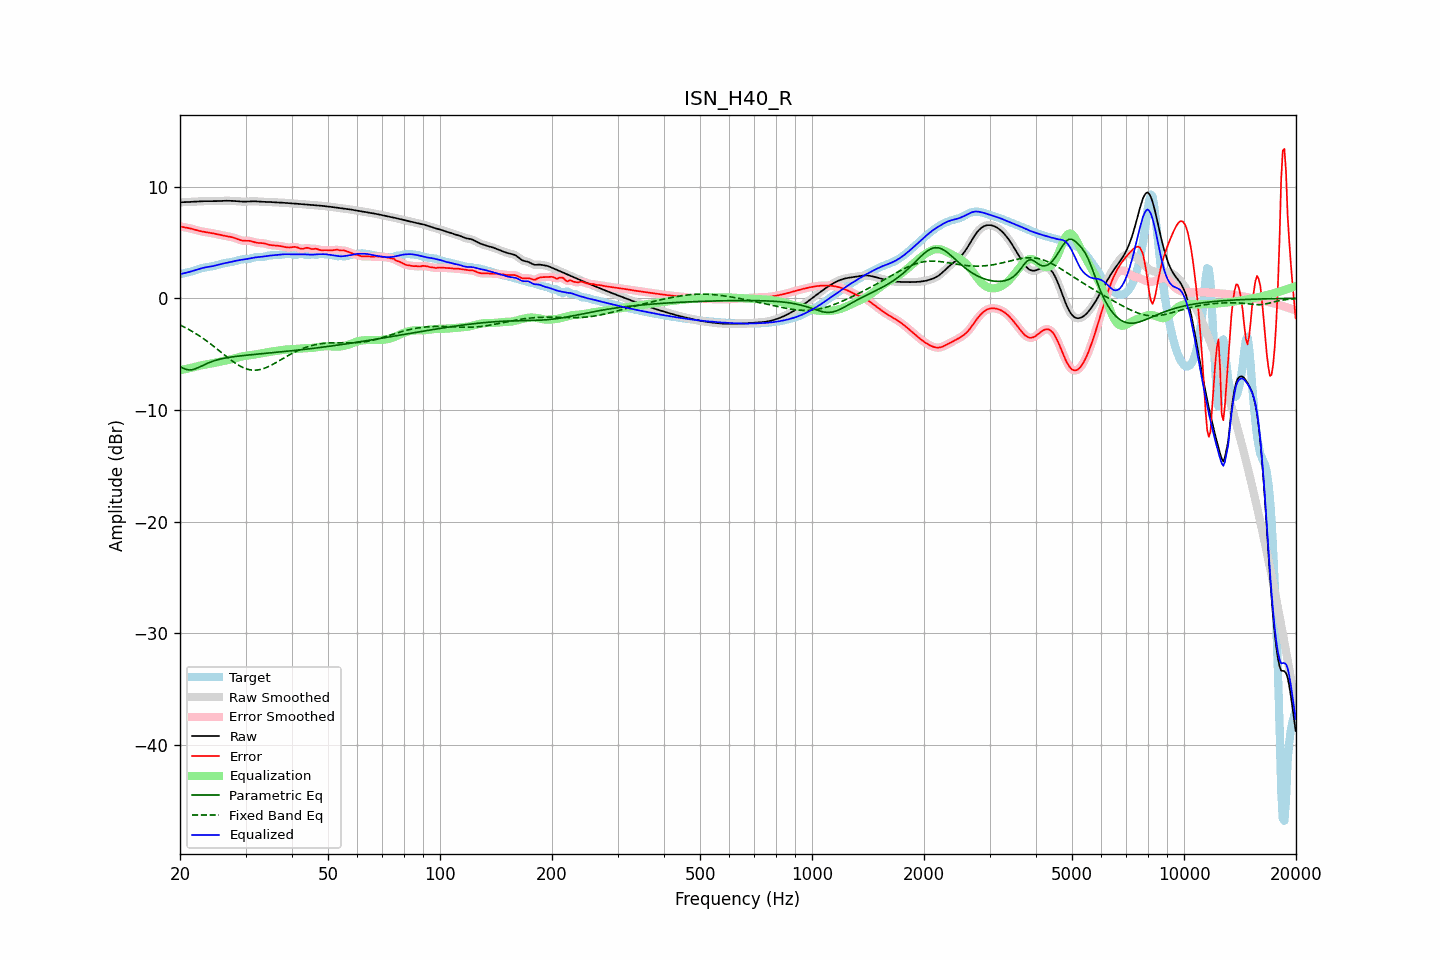 ISN_H40_R
10
0
−10
−20
−30
−40
Amplitude (dBr)
Target
Raw Smoothed
Error Smoothed
Raw
Error
Equalization
Parametric Eq
Fixed Band Eq
Equalized
20
50
100
200
500
1000
2000
5000
10000
20000
Frequency (Hz)